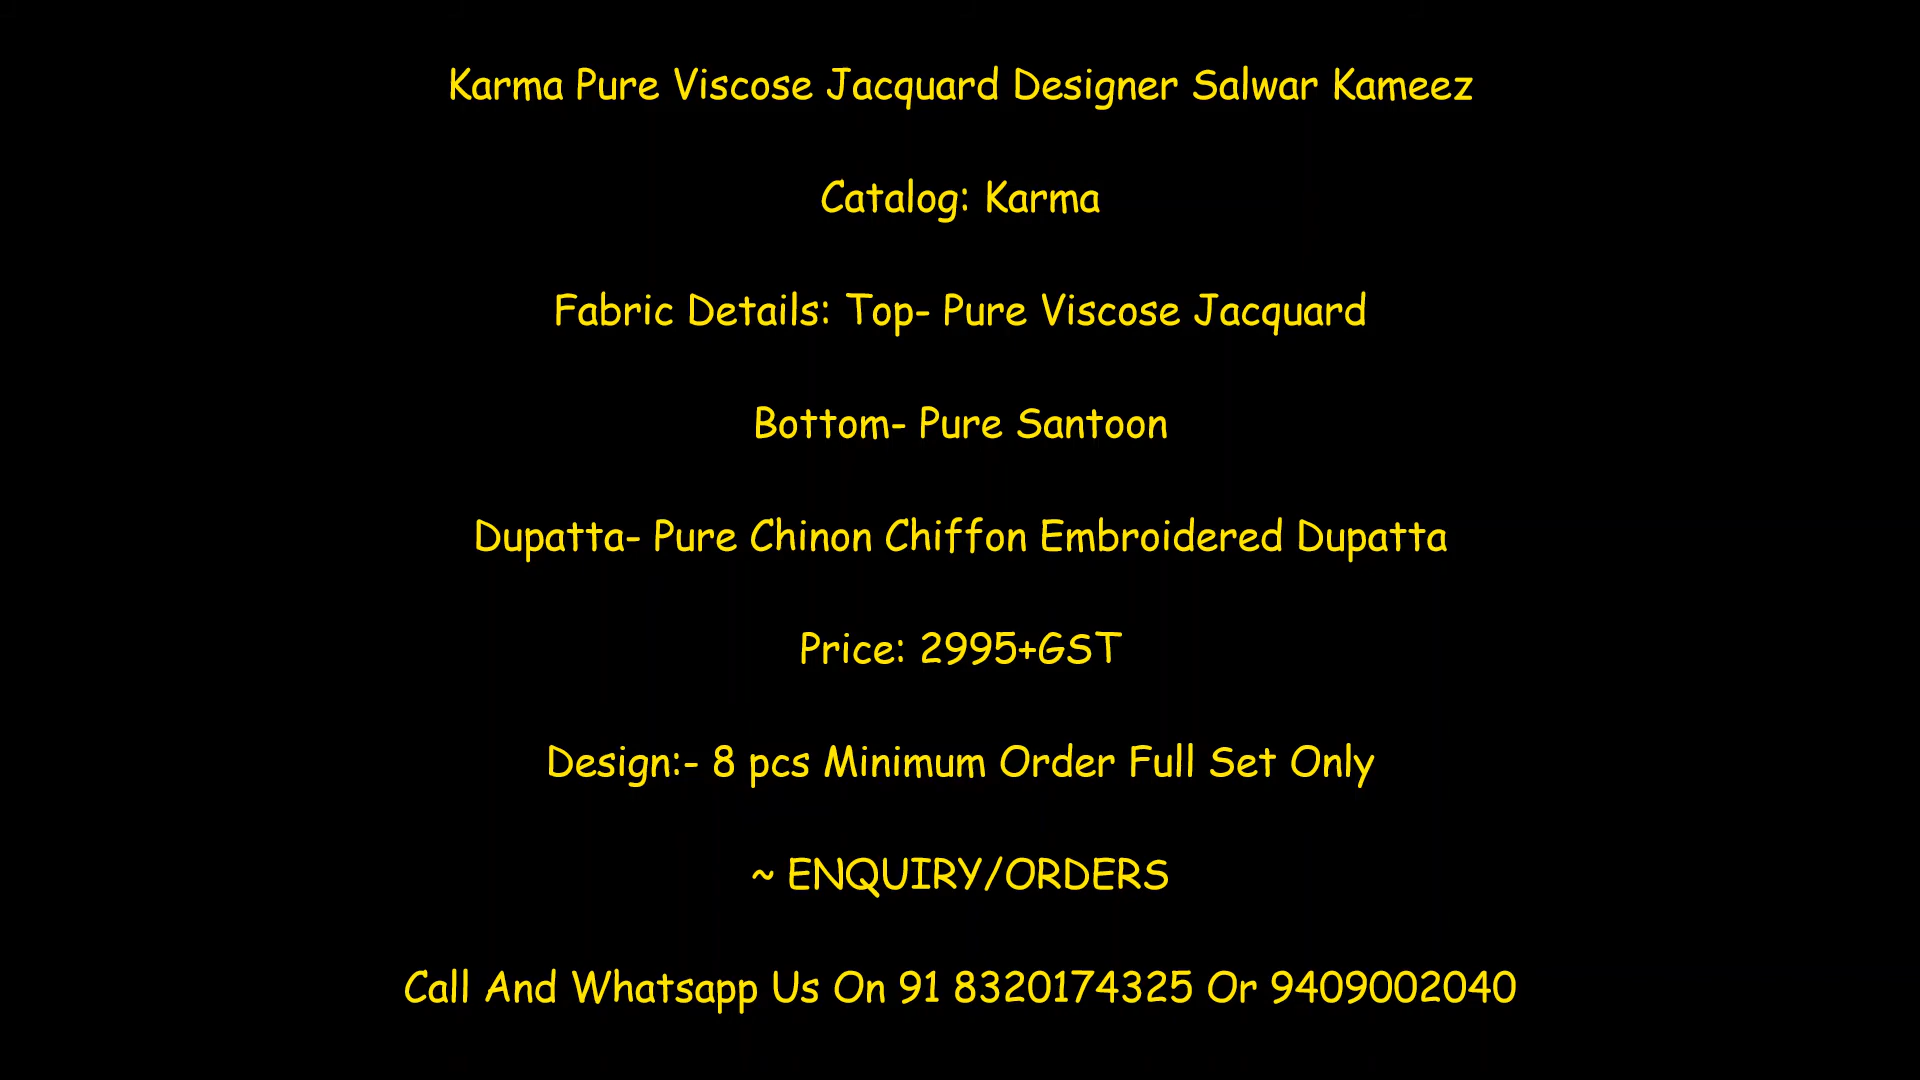 Karma Pure Viscose Jacquard Designer Salwar Kameez
Catalog: Karma
Fabric Details: Top- Pure Viscose Jacquard
Bottom- Pure Santoon
Dupatta- Pure Chinon Chiffon Embroidered Dupatta
Price: 2995+GST
Design:- 8 pcs Minimum Order Full Set Only
~ ENQUIRY/ORDERS
Call And Whatsapp Us On 91 8320174325 Or 9409002040